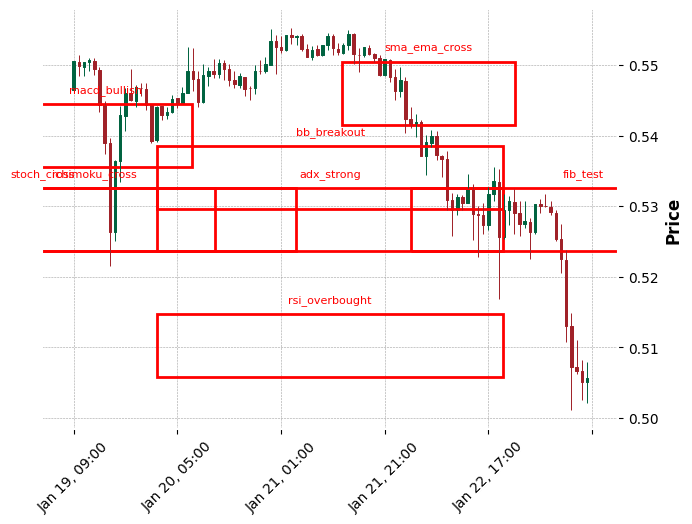 sma_ema_cross
0.55
macd_bullish
bb_breakout
0.54
ichimoku_cross
adx_strong
fib_test
0.53
Price
0.52
rsi_overbought
0.51
0.50
Jan 19, 09:00
Jan 20, 05:00
Jan 21, 01:00
Jan 21, 21:00
Jan 22, 17:00